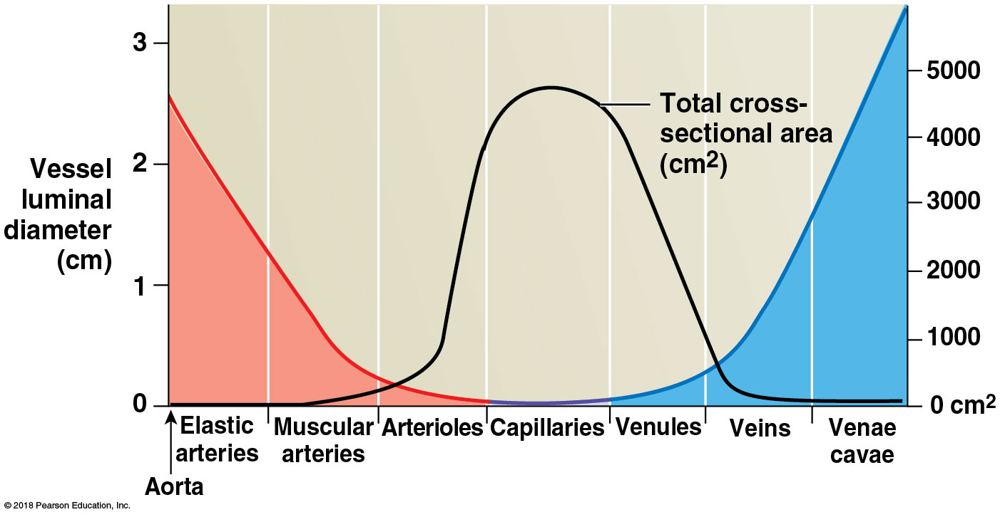 3
2
1
0
Vessel
luminal
diameter
(cm)
Total cross-
sectional area
(cm2)
5000
4000
3000
2000
1000
0 cm2
Elastic
arteries
Muscular
arteries
Arterioles
Capillaries
Venules
Veins
Venae
cavae
Aorta
© 2018 Pearson Education, Inc.